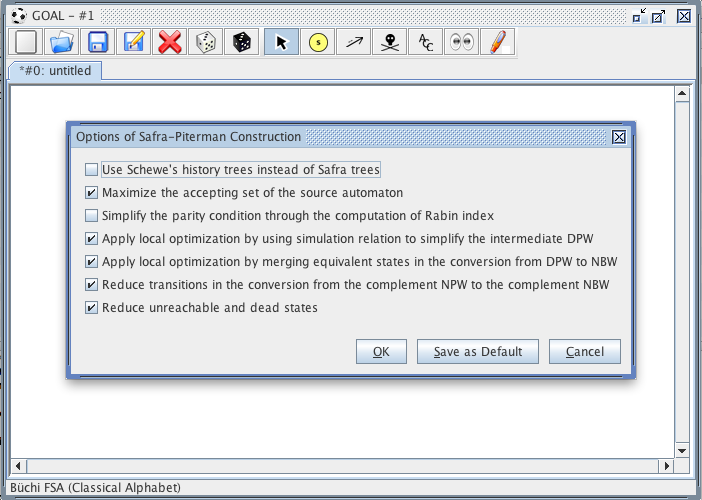 GOAL - #1
S
ACC
*#0: untitled
Options of Safra-Piterman Construction
Use Schewe's history trees instead of Safra trees
Maximize the accepting set of the source automaton
Simplify the parity condition through the computation of Rabin index
Apply local optimization by using simulation relation to simplify the intermediate DPW
Apply local optimization by merging equivalent states in the conversion from DPW to NBW
Reduce transitions in the conversion from the complement NPW to the complement NBW
Reduce unreachable and dead states
OK Save as Default Cancel
Büchi FSA (Classical Alphabet)